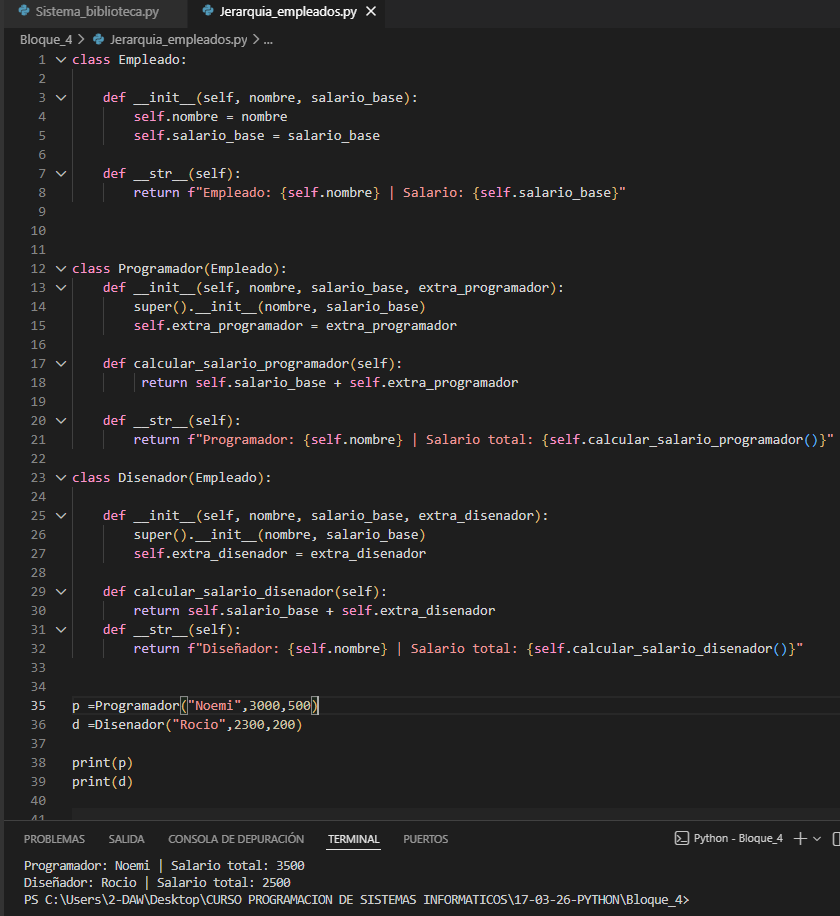 Sistema_biblioteca.py
Jerarquia_empleados.py
Bloque_4 > Jerarquia_empleados.py > ...
1 class Empleado:
2
3     def __init__(self, nombre, salario_base):
4         self.nombre = nombre
5         self.salario_base = salario_base
6
7     def __str__(self):
8         return f"Empleado: {self.nombre} | Salario: {self.salario_base}"
9
10
11
12 class Programador(Empleado):
13     def __init__(self, nombre, salario_base, extra_programador):
14         super().__init__(nombre, salario_base)
15         self.extra_programador = extra_programador
16
17     def calcular_salario_programador(self):
18          return self.salario_base + self.extra_programador
19
20     def __str__(self):
21         return f"Programador: {self.nombre} | Salario total: {self.calcular_salario_programador()}"
22
23 class Disenador(Empleado):
24
25     def __init__(self, nombre, salario_base, extra_disenador):
26         super().__init__(nombre, salario_base)
27         self.extra_disenador = extra_disenador
28
29     def calcular_salario_disenador(self):
30         return self.salario_base + self.extra_disenador
31     def __str__(self):
32         return f"Diseñador: {self.nombre} | Salario total: {self.calcular_salario_disenador()}"
33
34
35 p =Programador("Noemi",3000,500)
36 d =Disenador("Rocio",2300,200)
37
38 print(p)
39 print(d)
40
41
PROBLEMAS SALIDA CONSOLA DE DEPURACIÓN TERMINAL PUERTOS Python - Bloque_4
Programador: Noemi | Salario total: 3500
Diseñador: Rocio | Salario total: 2500
PS C:\Users\2-DAW\Desktop\CURSO PROGRAMACION DE SISTEMAS INFORMATICOS\17-03-26-PYTHON\Bloque_4>